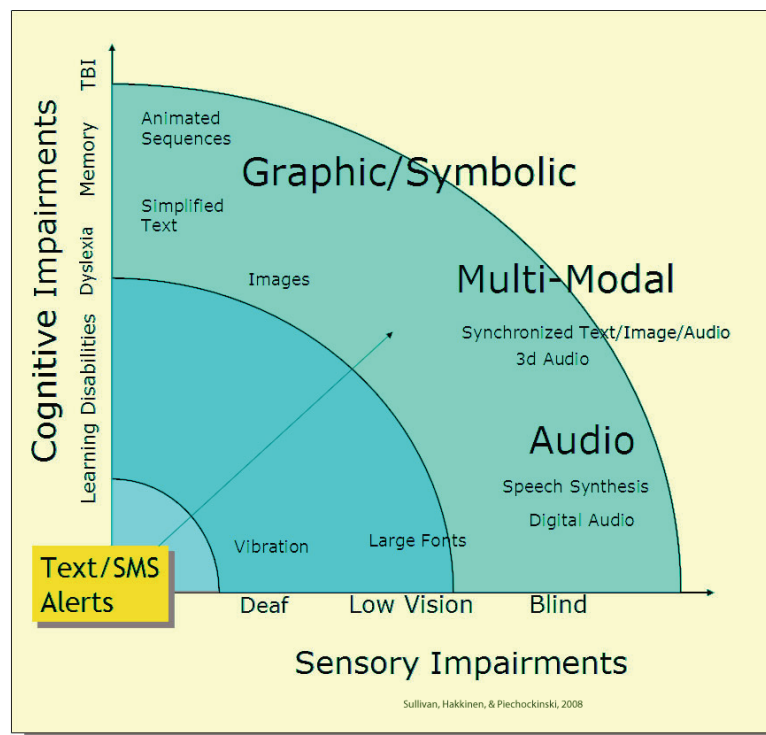 Cognitive Impairments
TBI
Memory
Dyslexia
Learning Disabilities
Animated
Sequences
Graphic/Symbolic
Simplified
Text
Images
Multi-Modal
Synchronized Text/Image/Audio
3d Audio
Audio
Speech Synthesis
Digital Audio
Vibration
Large Fonts
Text/SMS
Alerts
Deaf
Low Vision
Blind
Sensory Impairments
Sullivan, Hakkinen, & Piechockinski, 2008